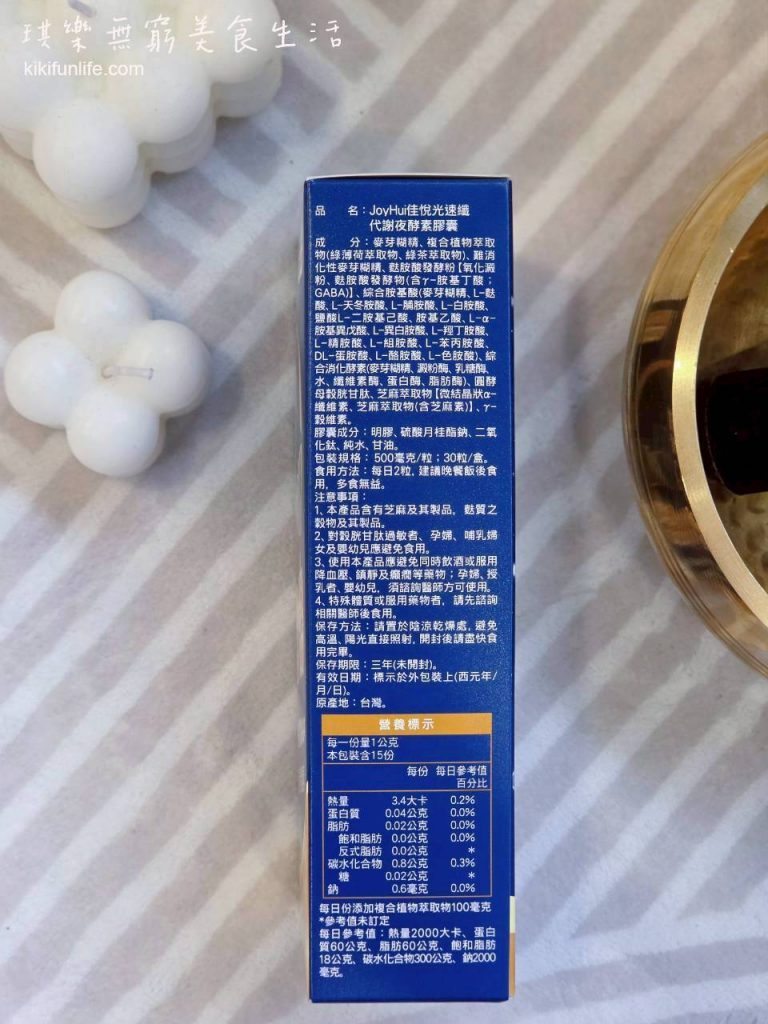 琪樂無窮美食生活
kikifunlife.com
品　　名：JoyHui佳悅光速纖
代謝夜酵素膠囊
成　　分：麥芽糊精、複合植物萃取
物(綠薄荷萃取物、綠茶萃取物)、難消
化性麥芽糊精、麩胺酸發酵粉【氧化澱
粉、麩胺酸發酵物(含γ-胺基丁酸；
GABA)】、綜合胺基酸(麥芽糊精、L-麩
酸、L-天冬胺酸、L-脯胺酸、L-白胺酸、
鹽酸L-二胺基己酸、胺基乙酸、L-α-
胺基異戊酸、L-異白胺酸、L-羥丁胺酸、
L-精胺酸、L-組胺酸、L-苯丙胺酸、
DL-蛋胺酸、L-酪胺酸、L-色胺酸)、綜
合消化酵素(麥芽糊精、澱粉酶、乳糖酶、
水、纖維素酶、蛋白酶、脂肪酶)、圓酵
母穀胱甘肽、芝麻萃取物【微結晶狀α-
纖維素、芝麻萃取物(含芝麻素)】、γ-
穀維素。
膠囊成分：明膠、硫酸月桂酯鈉、二氧
化鈦、純水、甘油。
包裝規格：500毫克/粒；30粒/盒。
食用方法：每日2粒，建議晚餐飯後食
用，多食無益。
注意事項：
1、本產品含有芝麻及其製品，麩質之
穀物及其製品。
2、對穀胱甘肽過敏者、孕婦、哺乳婦
女及嬰幼兒應避免食用。
3、使用本產品應避免同時飲酒或服用
降血壓、鎮靜及癲癇等藥物；孕婦、授
乳者、嬰幼兒，須諮詢醫師方可使用。
4、特殊體質或服用藥物者，請先諮詢
相關醫師後食用。
保存方法：請置於陰涼乾燥處，避免
高溫、陽光直接照射，開封後請盡快食
用完畢。
保存期限：三年(未開封)。
有效日期：標示於外包裝上(西元年/
月/日)。
原產地：台灣。
營養標示
每一份量1公克
本包裝含15份
每份 每日參考值
百分比
熱量 3.4大卡 0.2%
蛋白質 0.04公克 0.0%
脂肪 0.02公克 0.0%
飽和脂肪 0.0公克 0.0%
反式脂肪 0.0公克 *
碳水化合物 0.8公克 0.3%
糖 0.02公克 *
鈉 0.6毫克 0.0%
每日份添加複合植物萃取物100毫克
*參考值未訂定
每日參考值：熱量2000大卡、蛋白
質60公克、脂肪60公克、飽和脂肪
18公克、碳水化合物300公克、鈉2000
毫克。